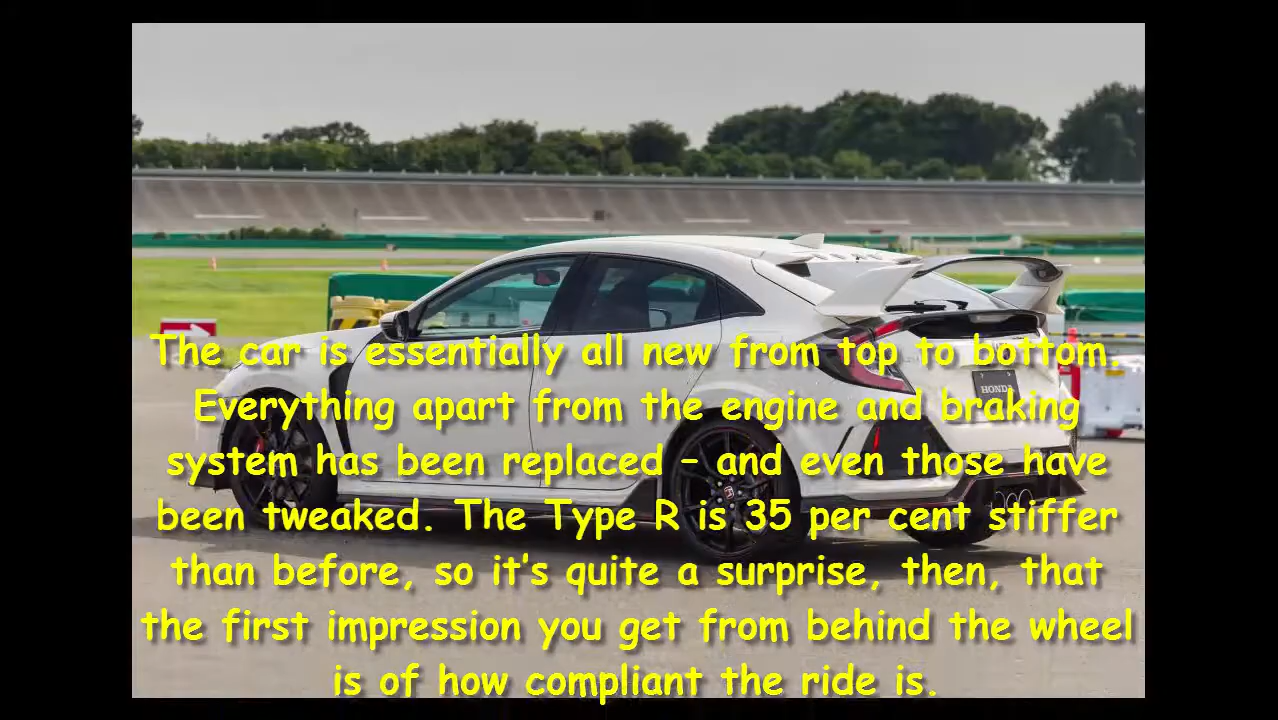 The car is essentially all new from top to bottom.
Everything apart from the engine and braking
system has been replaced – and even those have
been tweaked. The Type R is 35 per cent stiffer
than before, so it's quite a surprise, then, that
the first impression you get from behind the wheel
is of how compliant the ride is.
HONDA